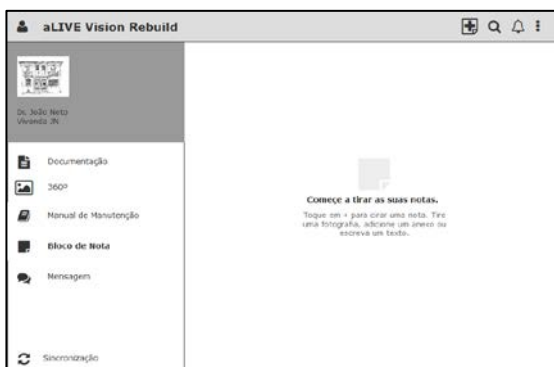 aLIVE Vision Rebuild
Dr. João Neto
Vivenda JN
Documentação
360º
Manual de Manutenção
Bloco de Nota
Mensagem
Sincronização
Começe a tirar as suas notas.
Toque em + para criar uma nota. Tire
uma fotografia, adicione um anexo ou
escreva um texto.